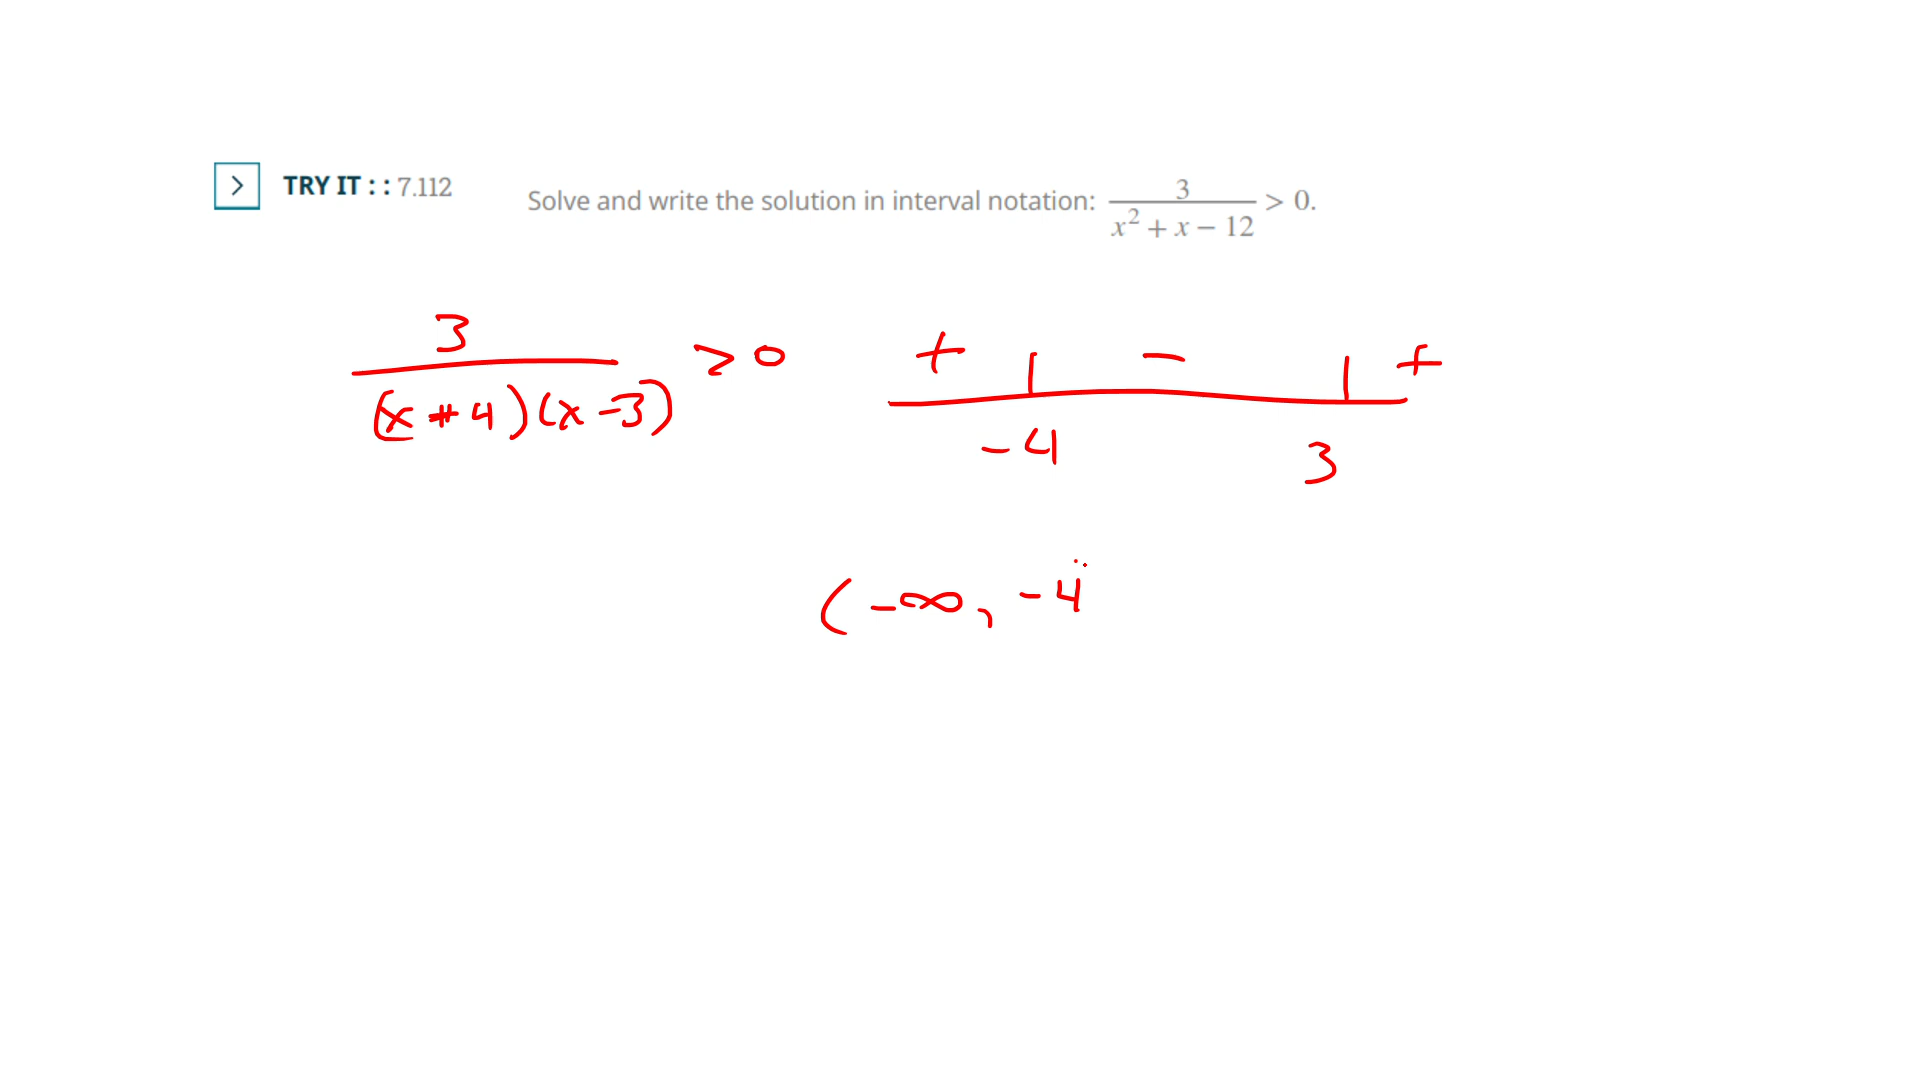 > TRY IT : : 7.112 Solve and write the solution in interval notation: 3/(x² + x − 12) > 0.
3/((x + 4)(x − 3)) > 0 + − +
−4 3
(−∞, −4